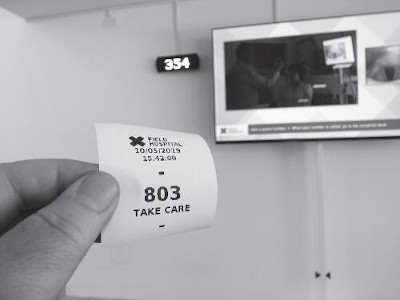 354
FIELD
HOSPITAL
10/05/2019
15:42:00
803
TAKE CARE